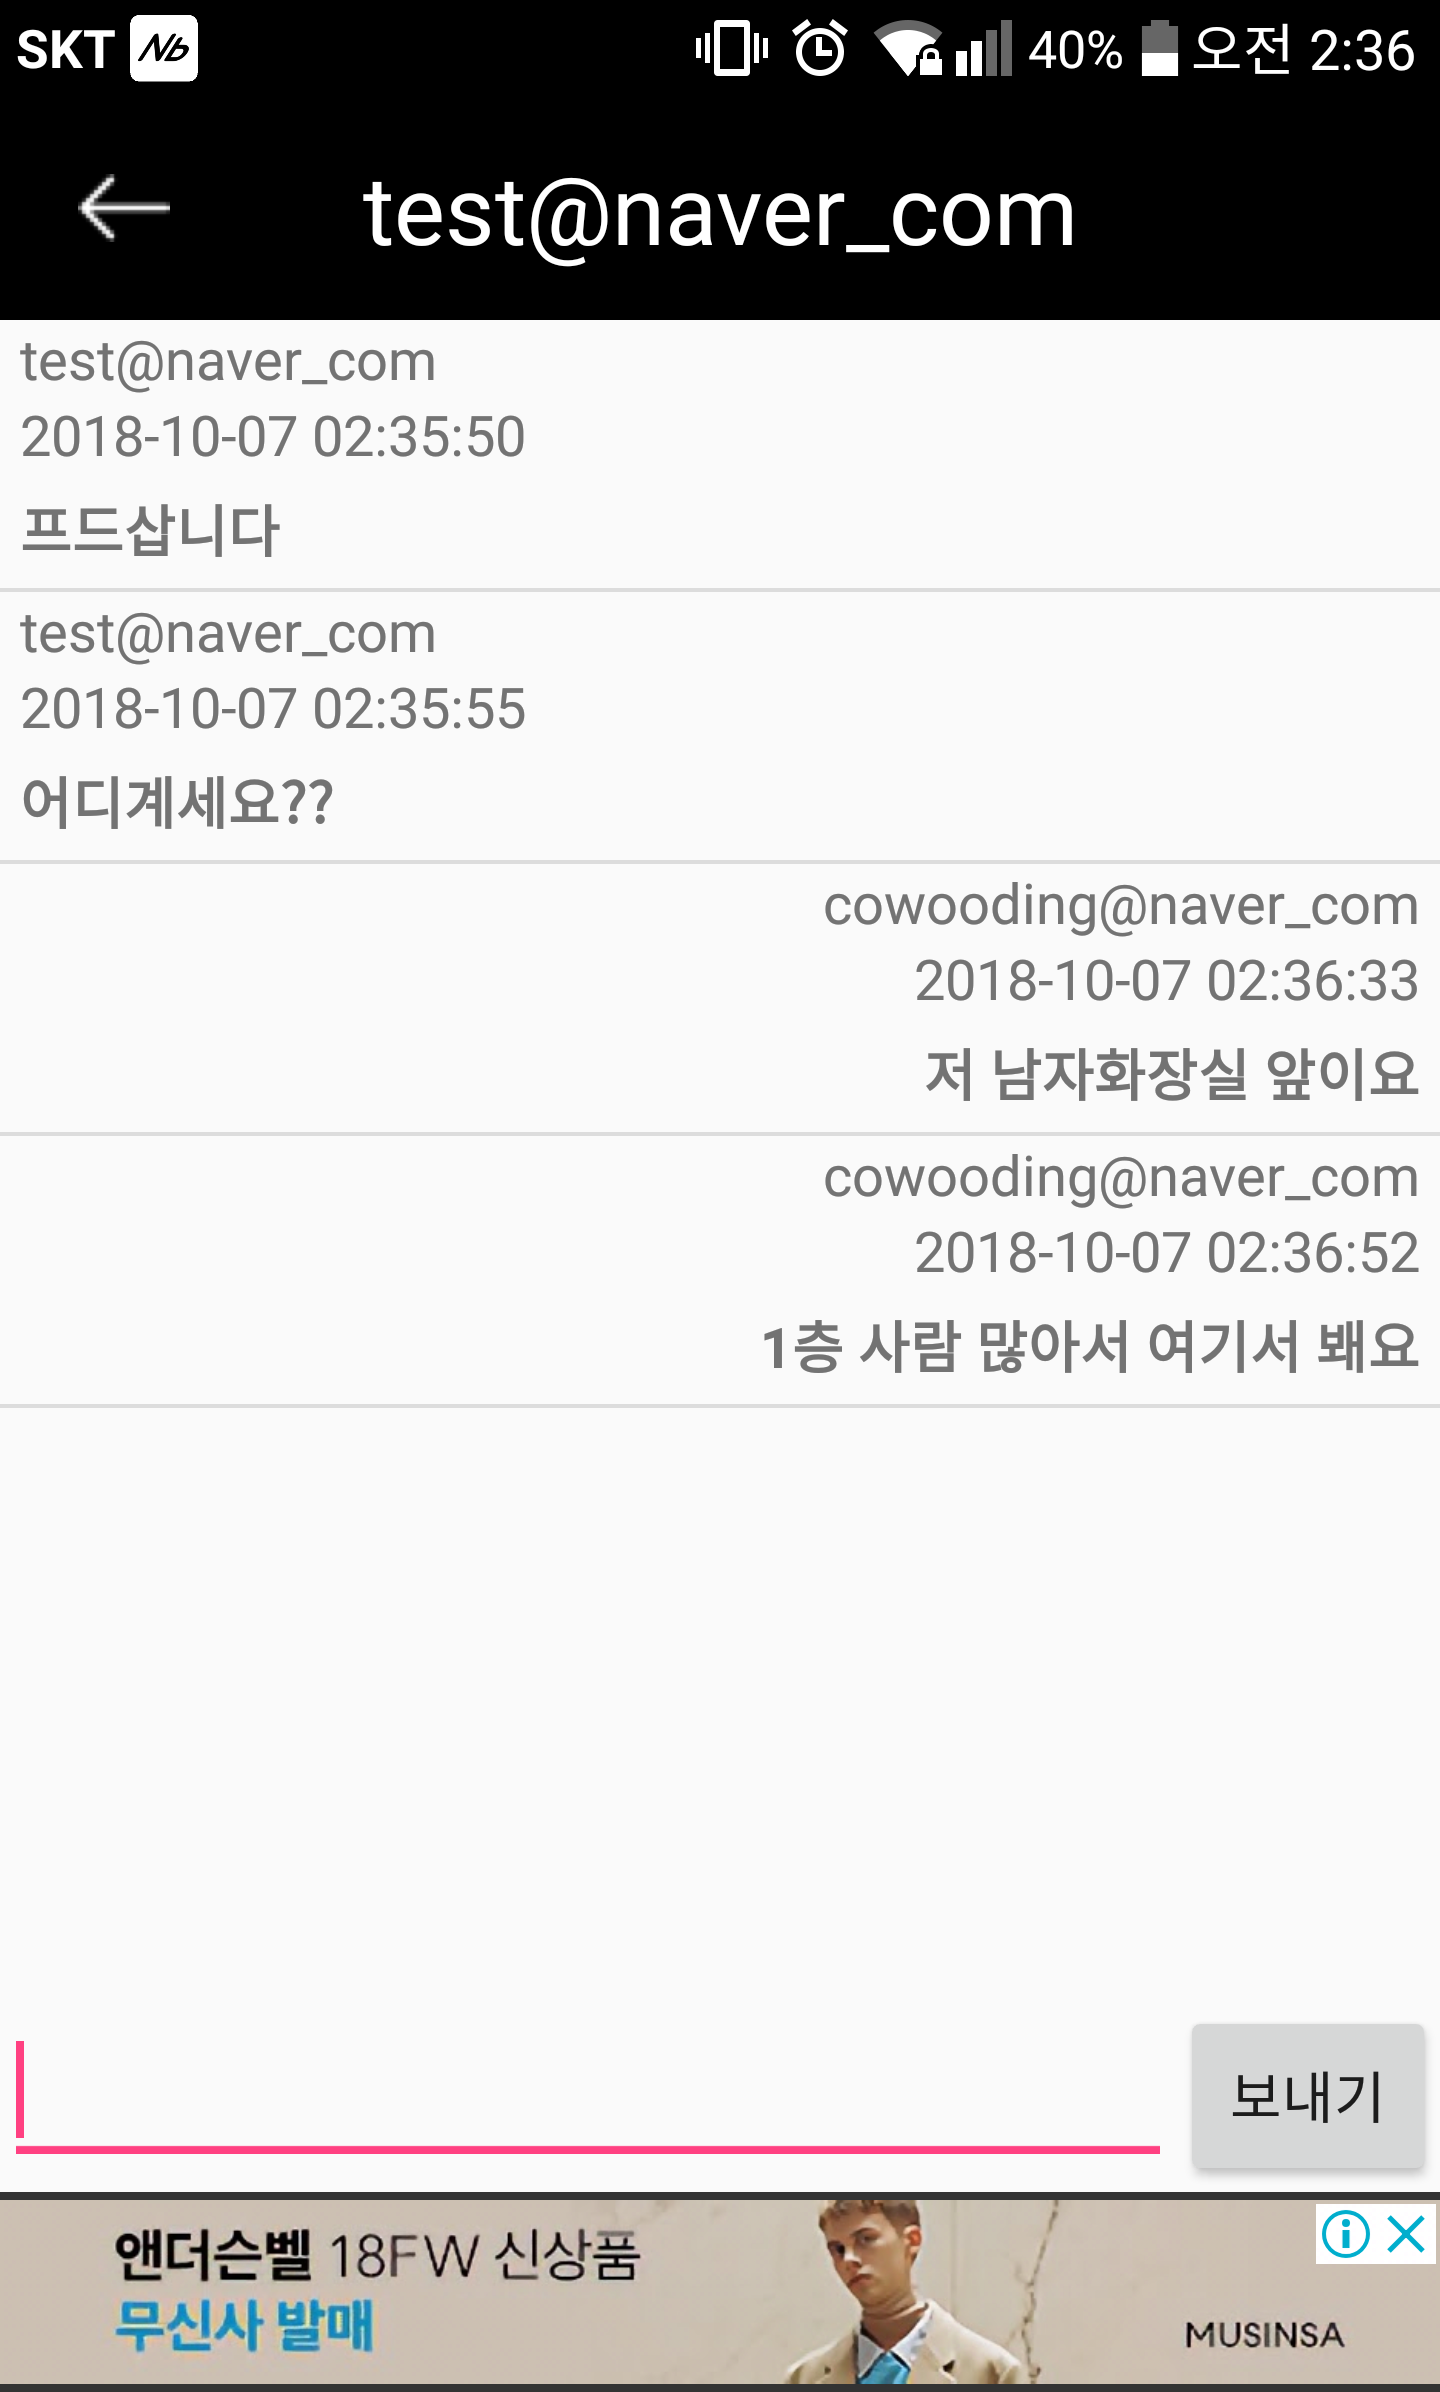 SKT Nb 40% 오전 2:36
test@naver_com
test@naver_com
2018-10-07 02:35:50
프드삽니다
test@naver_com
2018-10-07 02:35:55
어디계세요??
cowooding@naver_com
2018-10-07 02:36:33
저 남자화장실 앞이요
cowooding@naver_com
2018-10-07 02:36:52
1층 사람 많아서 여기서 봬요
보내기
앤더슨벨 18FW 신상품
무신사 발매
MUSINSA